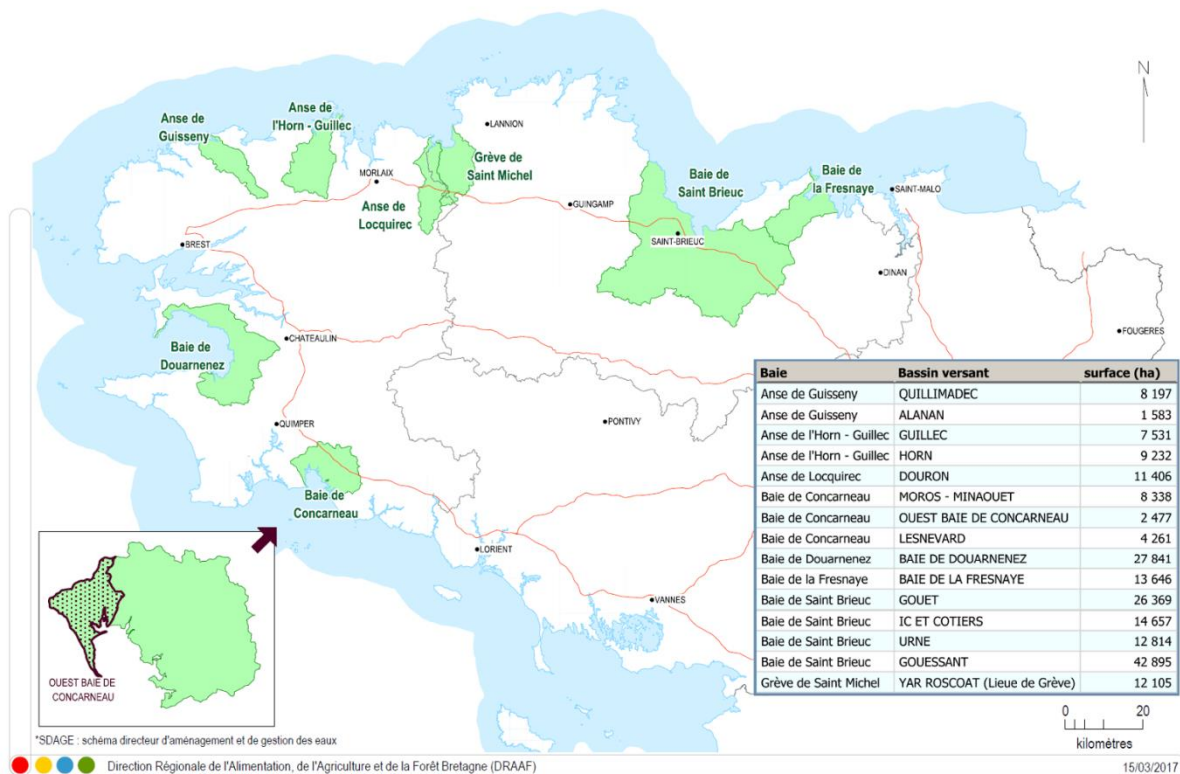 N
Anse de
Guisseny
Anse de
l'Horn - Guillec
LANNION
MORLAIX
Grève de
Saint Michel
Anse de
Locquirec
GUINGAMP
Baie de
Saint Brieuc
Baie de
la Fresnaye
SAINT-MALO
BREST
SAINT-BRIEUC
DINAN
FOUGERES
Baie de
Douarnenez
CHATEAULIN
QUIMPER
PONTIVY
Baie de
Concarneau
LORIENT
VANNES
Baie Bassin versant surface (ha)
Anse de Guisseny QUILLIMADEC 8 197
Anse de Guisseny ALANAN 1 583
Anse de l'Horn - Guillec GUILLEC 7 531
Anse de l'Horn - Guillec HORN 9 232
Anse de Locquirec DOURON 11 406
Baie de Concarneau MOROS - MINAOUET 8 338
Baie de Concarneau OUEST BAIE DE CONCARNEAU 2 477
Baie de Concarneau LESNEVARD 4 261
Baie de Douarnenez BAIE DE DOUARNENEZ 27 841
Baie de la Fresnaye BAIE DE LA FRESNAYE 13 646
Baie de Saint Brieuc GOUET 26 369
Baie de Saint Brieuc IC ET COTIERS 14 657
Baie de Saint Brieuc URNE 12 814
Baie de Saint Brieuc GOUESSANT 42 895
Grève de Saint Michel YAR ROSCOAT (Lieue de Grève) 12 105
OUEST BAIE DE
CONCARNEAU
0 20
kilomètres
*SDAGE : schéma directeur d'aménagement et de gestion des eaux
Direction Régionale de l'Alimentation, de l'Agriculture et de la Forêt Bretagne (DRAAF)
15/03/2017